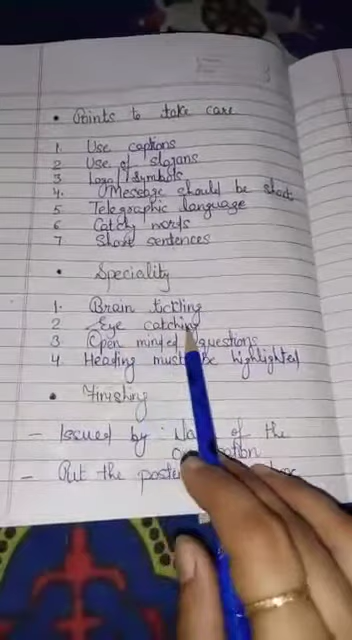 • Points to take care
1. Use captions
2 Use of slogans
3 Logo / symbols
4. Message should be short
5 Telegraphic language
6 Catchy words
7 Short sentences
• Speciality
1. Brain tickling
2 Eye catching
3 Open minded questions
4 Heading must be highlighted
• Finishing
– Issued by : of the
– Put the